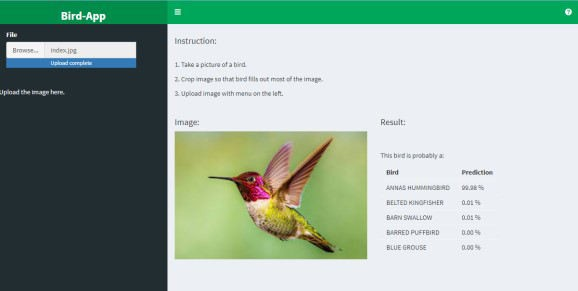 Bird-App
File
Browse... index.jpg
Upload complete
Upload the image here.
Instruction:
1. Take a picture of a bird.
2. Crop image so that bird fills out most of the image.
3. Upload image with menu on the left.
Image:
Result:
This bird is probably a:
Bird Prediction
ANNAS HUMMINGBIRD 99.98 %
BELTED KINGFISHER 0.01 %
BARN SWALLOW 0.01 %
BARRED PUFFBIRD 0.00 %
BLUE GROUSE 0.00 %